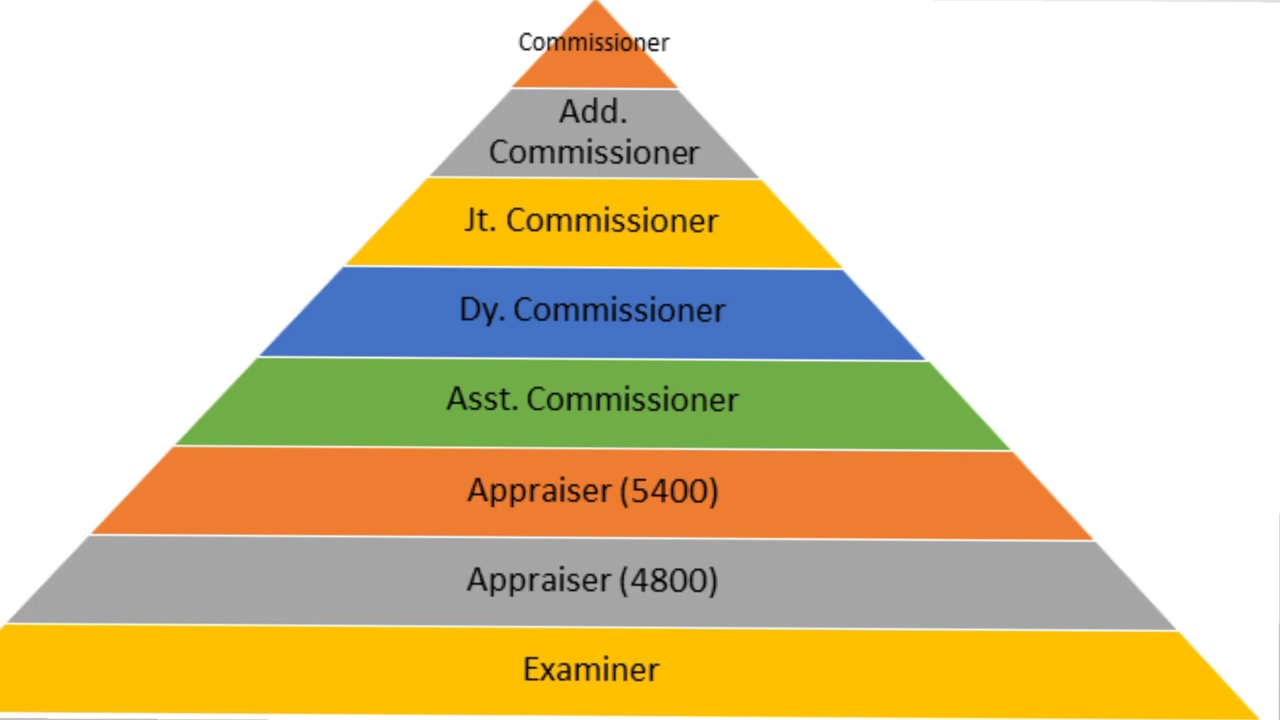 Commissioner
Add.
Commissioner
Jt. Commissioner
Dy. Commissioner
Asst. Commissioner
Appraiser (5400)
Appraiser (4800)
Examiner